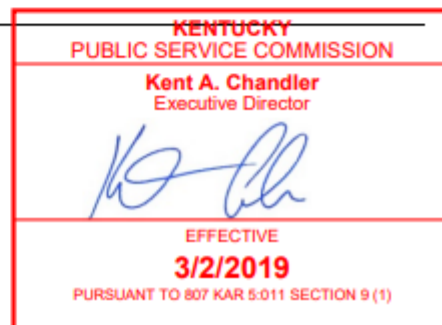 KENTUCKY
PUBLIC SERVICE COMMISSION
Kent A. Chandler
Executive Director
EFFECTIVE
3/2/2019
PURSUANT TO 807 KAR 5:011 SECTION 9 (1)